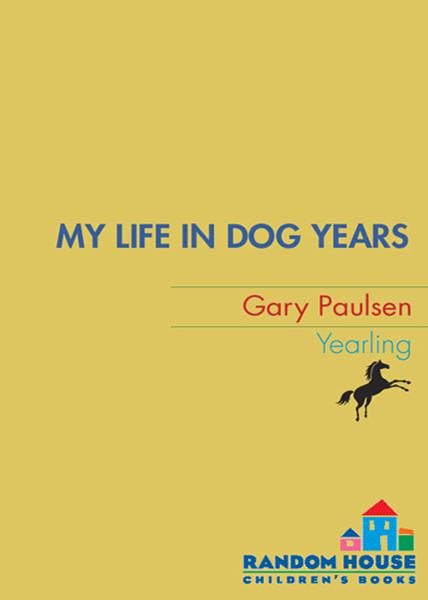 MY LIFE IN DOG YEARS
Gary Paulsen
Yearling
RANDOM HOUSE
CHILDREN'S BOOKS